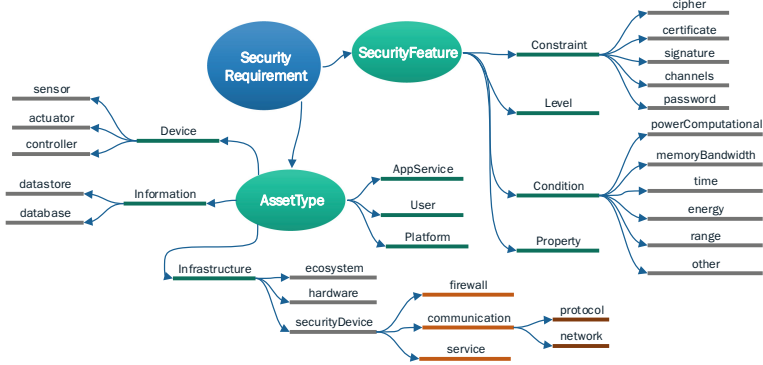 Security
Requirement
SecurityFeature
Constraint
cipher
certificate
signature
channels
password
Level
Condition
powerComputational
memoryBandwidth
time
energy
range
other
Property
AssetType
Device
sensor
actuator
controller
Information
datastore
database
AppService
User
Platform
Infrastructure
ecosystem
hardware
securityDevice
firewall
communication
protocol
network
service